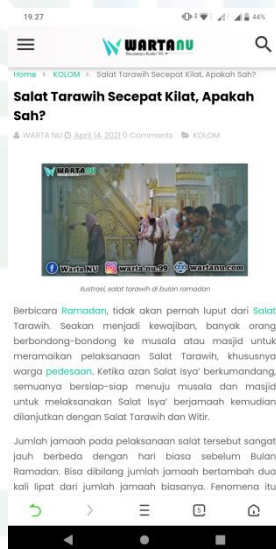 19.27
44%
WARTANU
Home > KOLOM > Salat Tarawih Secepat Kilat, Apakah Sah?
Salat Tarawih Secepat Kilat, Apakah
Sah?
WARTA NU April 14, 2021 0 Comments KOLOM
WARTANU
Warta NU warta.nu.99 wartanu.com
Ilustrasi, salat tarawih di bulan ramadan
Berbicara Ramadan, tidak akan pernah luput dari Salat
Tarawih. Seakan menjadi kewajiban, banyak orang
berbondong-bondong ke musala atau masjid untuk
meramaikan pelaksanaan Salat Tarawih, khususnya
warga pedesaan. Ketika azan Salat Isya' berkumandang,
semuanya bersiap-siap menuju musala dan masjid
untuk melaksanakan Salat Isya' berjamaah kemudian
dilanjutkan dengan Salat Tarawih dan Witir.
Jumlah jamaah pada pelaksanaan salat tersebut sangat
jauh berbeda dengan hari biasa sebelum Bulan
Ramadan. Bisa dibilang jumlah jamaah bertambah dua
kali lipat dari jumlah jamaah biasanya. Fenomena itu
5